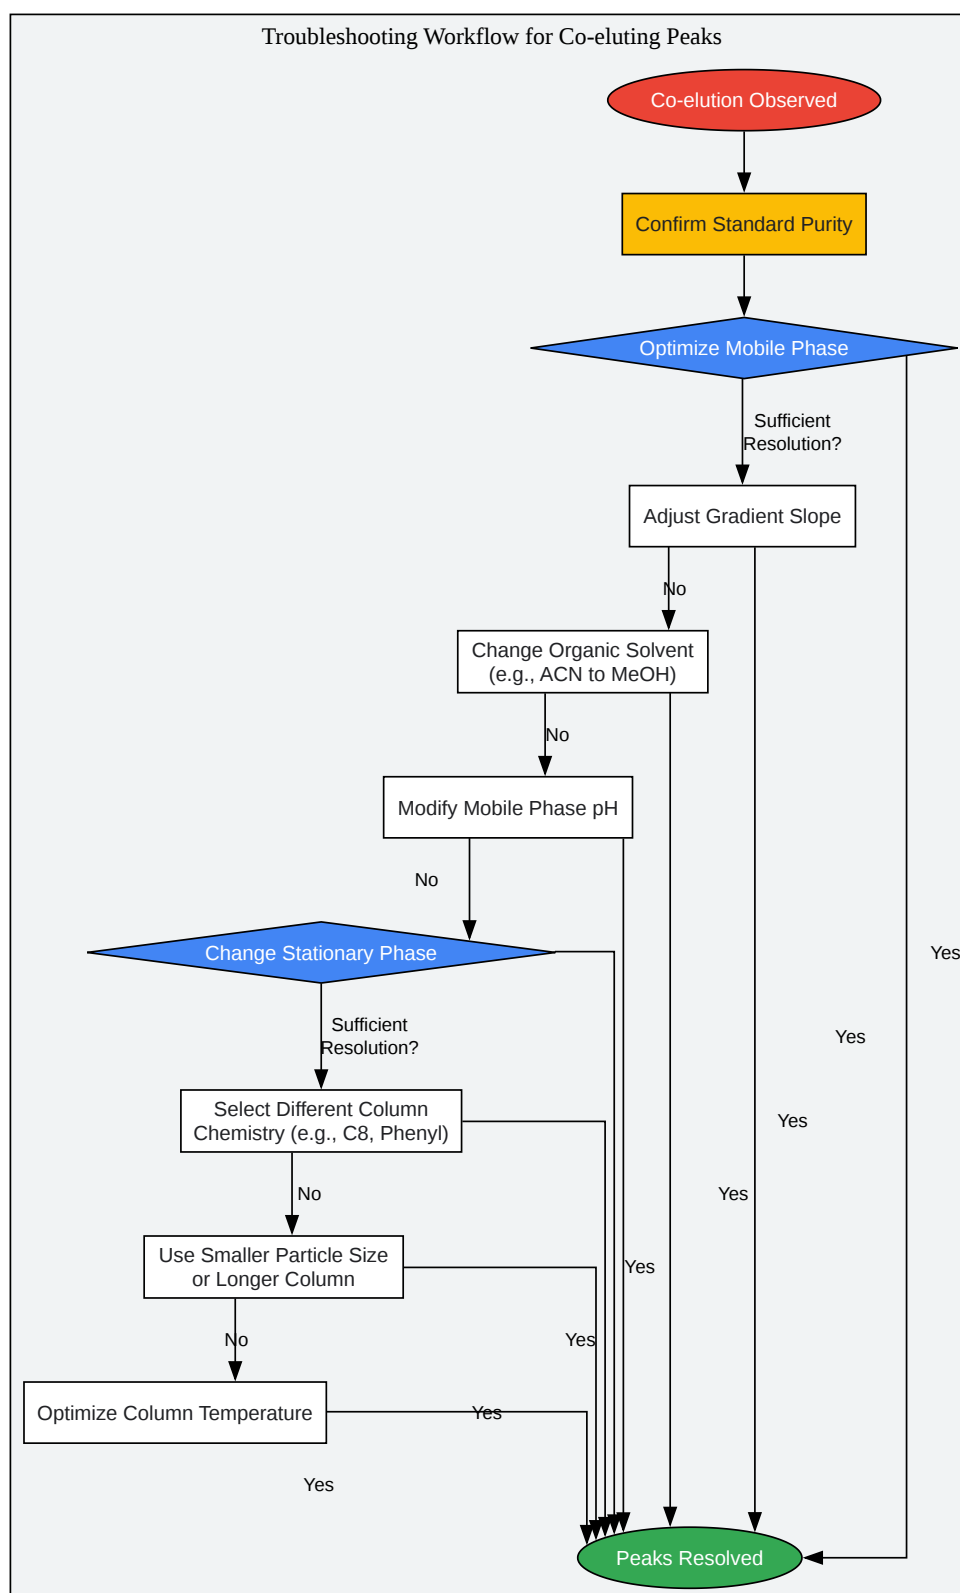 Troubleshooting Workflow for Co-eluting Peaks
Co-elution Observed
Confirm Standard Purity
Optimize Mobile Phase
Sufficient
Resolution?
Adjust Gradient Slope
No
Change Organic Solvent
(e.g., ACN to MeOH)
No
Modify Mobile Phase pH
No
Change Stationary Phase
Yes
Sufficient
Resolution?
Yes
Select Different Column
Chemistry (e.g., C8, Phenyl)
Yes
No
Yes
Use Smaller Particle Size
or Longer Column
Yes
No
Yes
Optimize Column Temperature
Yes
Yes
Peaks Resolved